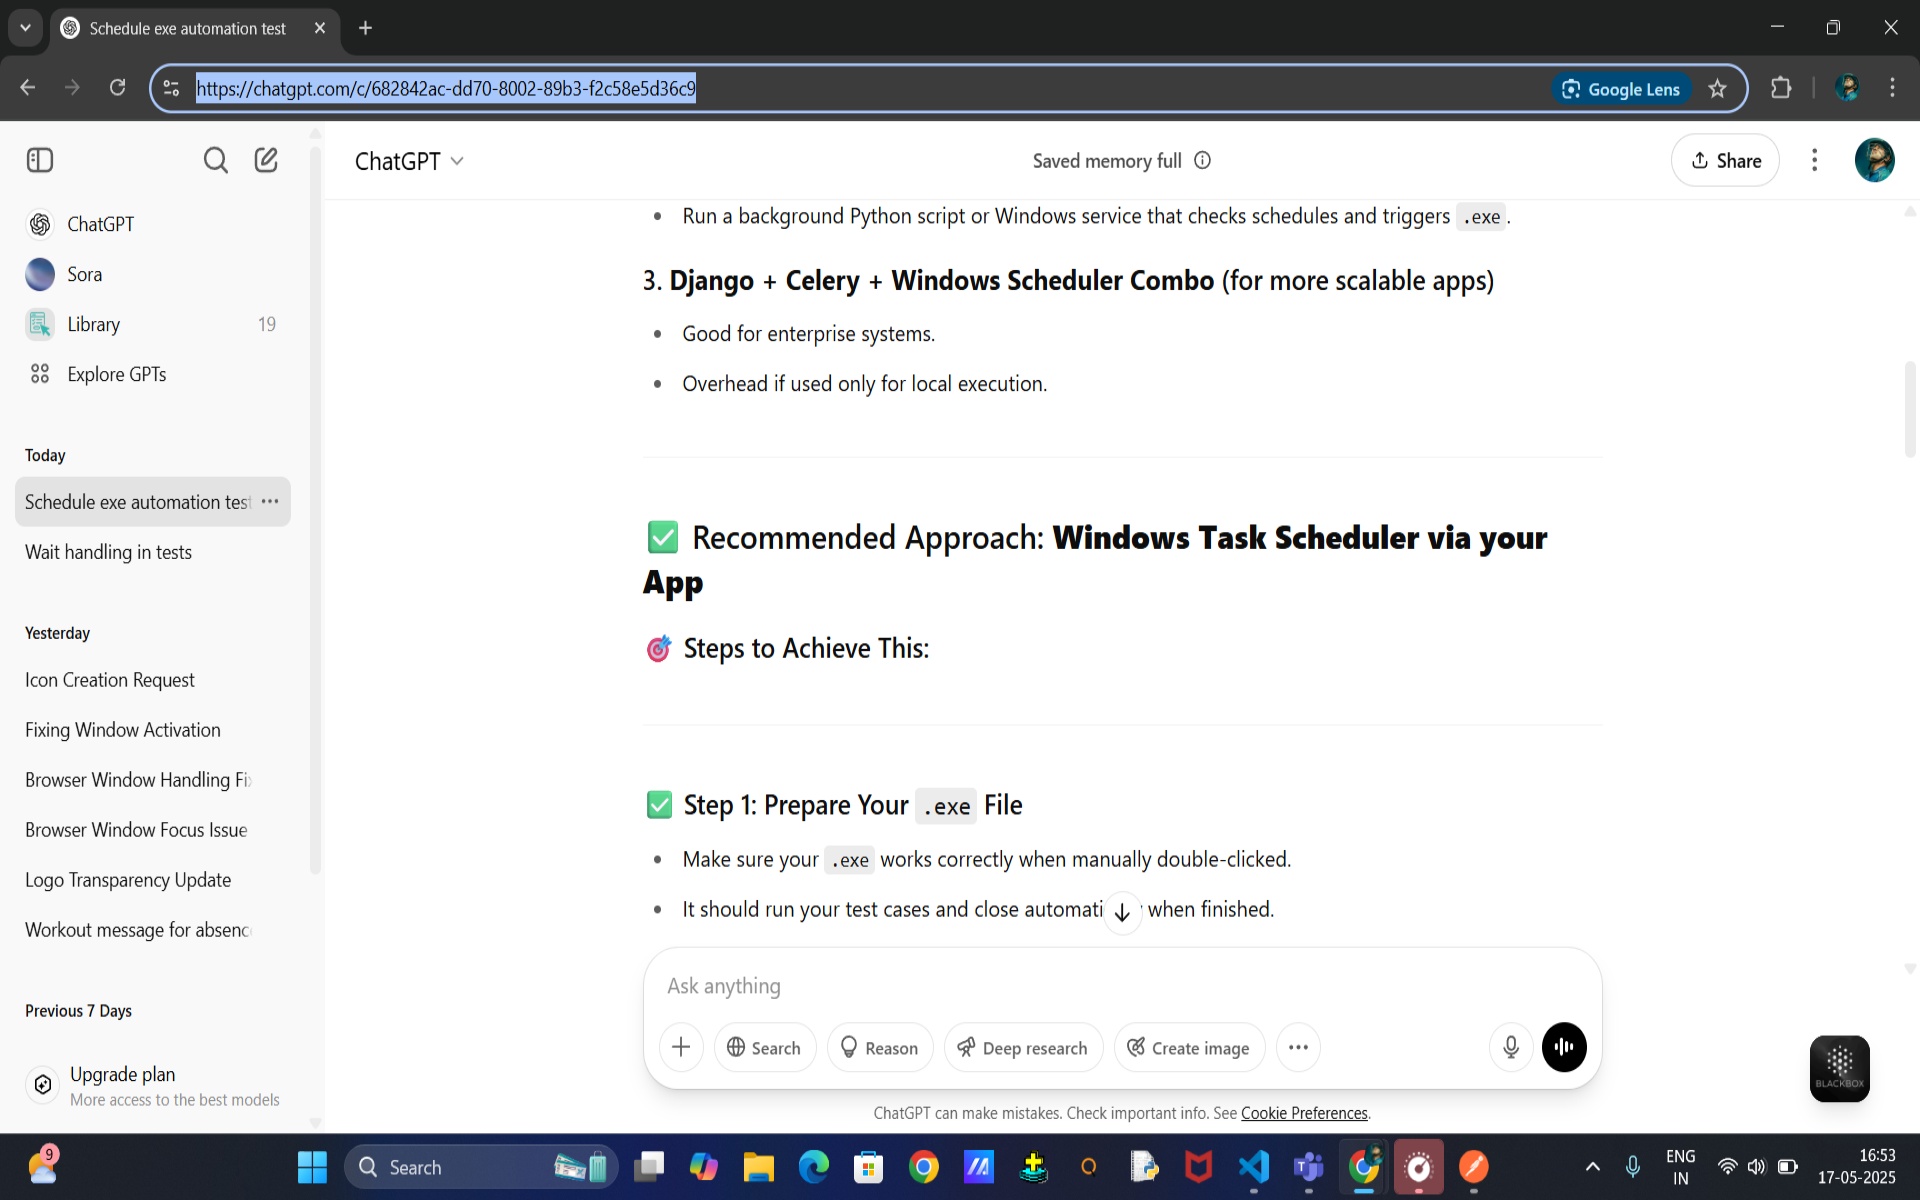 Schedule exe automation test
https://chatgpt.com/c/682842ac-dd70-8002-89b3-f2c58e5d36c9
Google Lens
ChatGPT
Sora
Library 19
Explore GPTs
Today
Schedule exe automation test
Wait handling in tests
Yesterday
Icon Creation Request
Fixing Window Activation
Browser Window Handling Fix
Browser Window Focus Issue
Logo Transparency Update
Workout message for absence
Previous 7 Days
Upgrade plan
More access to the best models
ChatGPT
Saved memory full
Share
Run a background Python script or Windows service that checks schedules and triggers .exe.
3. Django + Celery + Windows Scheduler Combo (for more scalable apps)
Good for enterprise systems.
Overhead if used only for local execution.
✅ Recommended Approach: Windows Task Scheduler via your
App
🎯 Steps to Achieve This:
✅ Step 1: Prepare Your .exe File
Make sure your .exe works correctly when manually double-clicked.
It should run your test cases and close automati when finished.
Ask anything
Search
Reason
Deep research
Create image
BLACKBOX
ChatGPT can make mistakes. Check important info. See Cookie Preferences.
9
Search
ENG
IN
16:53
17-05-2025